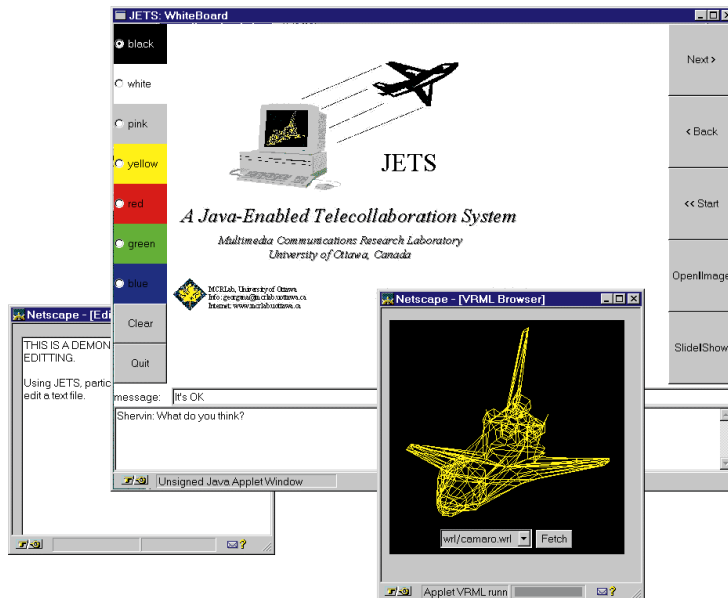 JETS: WhiteBoard
black
white
pink
yellow
red
green
blue
Clear
Quit
Next >
< Back
<< Start
OpenImage
SlideShow
JETS
A Java-Enabled Telecollaboration System
Multimedia Communications Research Laboratory
University of Ottawa, Canada
MCRLab, University of Ottawa
message: It's OK
Shervin: What do you think?
Unsigned Java Applet Window
Netscape - [Edi
THIS IS A DEMON
EDITTING.
Using JETS, partic
edit a text file.
Netscape - [VRML Browser]
wrl/camaro.wrl
Fetch
Applet VRML runn